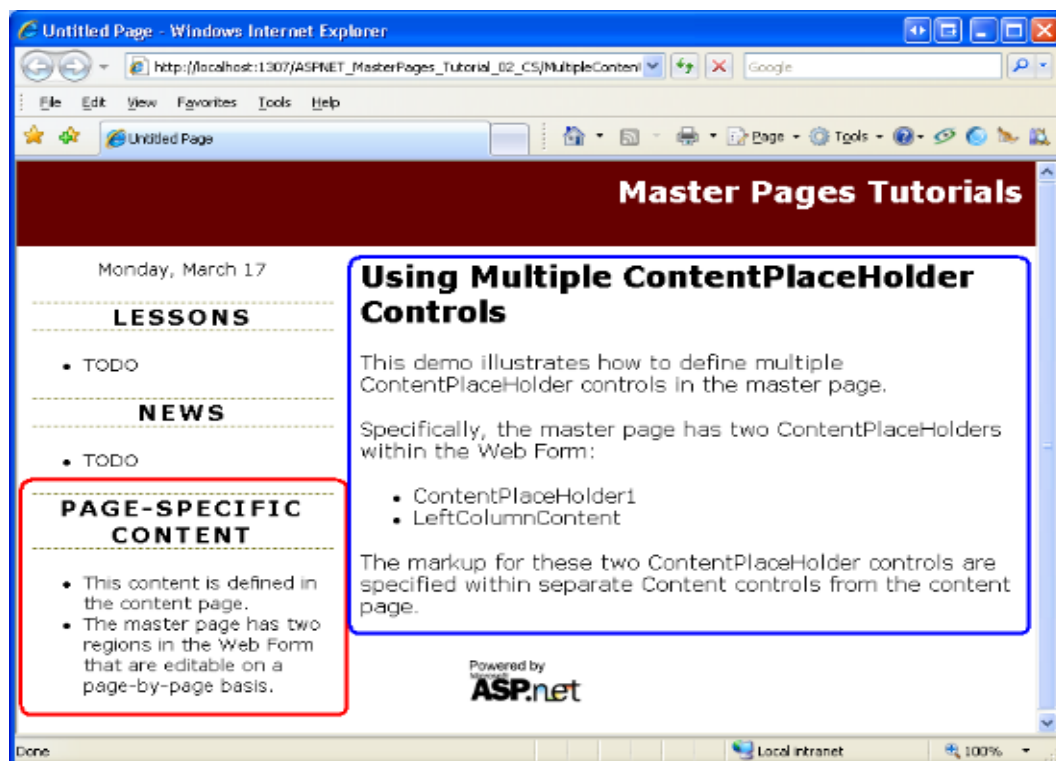 Untitled Page - Windows Internet Explorer
http://localhost:1307/ASPNET_MasterPages_Tutorial_02_CS/MultipleConten
Google
File Edit View Favorites Tools Help
Untitled Page
Page Tools
Master Pages Tutorials
Monday, March 17
LESSONS
TODO
NEWS
TODO
PAGE-SPECIFIC
CONTENT
This content is defined in
the content page.
The master page has two
regions in the Web Form
that are editable on a
page-by-page basis.
Using Multiple ContentPlaceHolder
Controls
This demo illustrates how to define multiple
ContentPlaceHolder controls in the master page.
Specifically, the master page has two ContentPlaceHolders
within the Web Form:
ContentPlaceHolder1
LeftColumnContent
The markup for these two ContentPlaceHolder controls are
specified within separate Content controls from the content
page.
Powered by
Microsoft
ASP.net
Done
Local intranet
100%